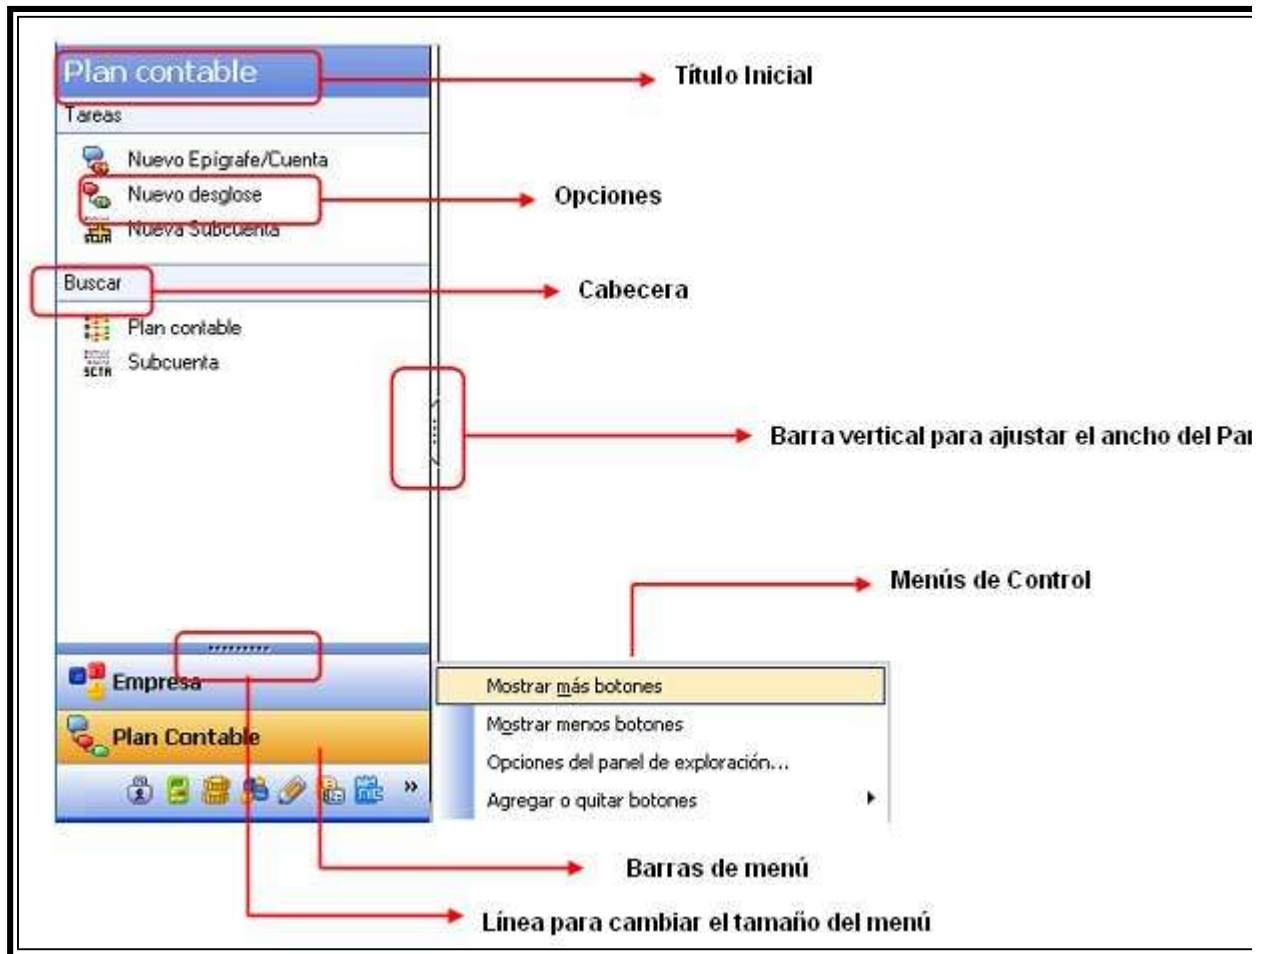 Plan contable
Título Inicial
Tareas
Nuevo Epígrafe/Cuenta
Nuevo desglose
Opciones
Nueva Subcuenta
Buscar
Cabecera
Plan contable
Subcuenta
Barra vertical para ajustar el ancho del
Menús de Control
Empresa
Mostrar más botones
Mostrar menos botones
Plan Contable
Opciones del panel de exploración...
Agregar o quitar botones
Barras de menú
Línea para cambiar el tamaño del menú